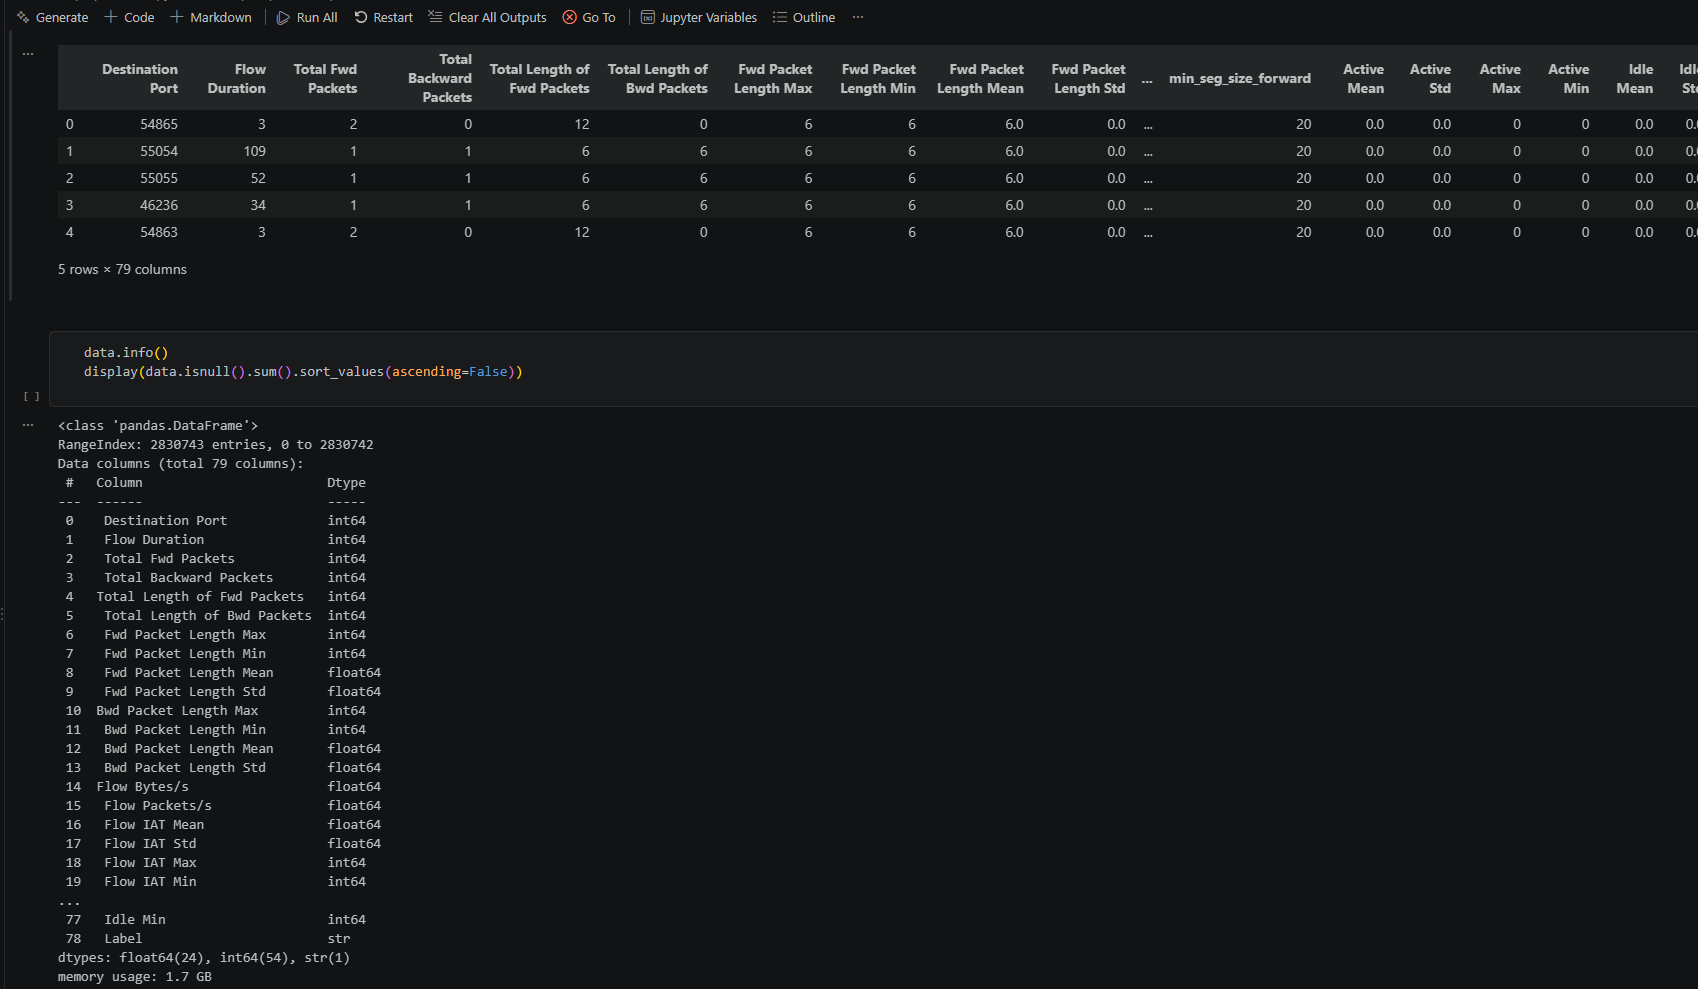 Generate + Code + Markdown Run All Restart Clear All Outputs Go To Jupyter Variables Outline ...
Destination Port Flow Duration Total Fwd Packets Total Backward Packets Total Length of Fwd Packets Total Length of Bwd Packets Fwd Packet Length Max Fwd Packet Length Min Fwd Packet Length Mean Fwd Packet Length Std ... min_seg_size_forward Active Mean Active Std Active Max Active Min Idle Mean
0 54865 3 2 0 12 0 6 6 6.0 0.0 ... 20 0.0 0.0 0 0 0.0
1 55054 109 1 1 6 6 6 6 6.0 0.0 ... 20 0.0 0.0 0 0 0.0
2 55055 52 1 1 6 6 6 6 6.0 0.0 ... 20 0.0 0.0 0 0 0.0
3 46236 34 1 1 6 6 6 6 6.0 0.0 ... 20 0.0 0.0 0 0 0.0
4 54863 3 2 0 12 0 6 6 6.0 0.0 ... 20 0.0 0.0 0 0 0.0
5 rows × 79 columns
data.info()
display(data.isnull().sum().sort_values(ascending=False))
[ ]
<class 'pandas.DataFrame'>
RangeIndex: 2830743 entries, 0 to 2830742
Data columns (total 79 columns):
 #   Column                        Dtype
---  ------                        -----
 0    Destination Port             int64
 1    Flow Duration                int64
 2    Total Fwd Packets            int64
 3    Total Backward Packets       int64
 4   Total Length of Fwd Packets   int64
 5    Total Length of Bwd Packets  int64
 6    Fwd Packet Length Max        int64
 7    Fwd Packet Length Min        int64
 8    Fwd Packet Length Mean       float64
 9    Fwd Packet Length Std        float64
 10  Bwd Packet Length Max         int64
 11   Bwd Packet Length Min        int64
 12   Bwd Packet Length Mean       float64
 13   Bwd Packet Length Std        float64
 14  Flow Bytes/s                  float64
 15   Flow Packets/s               float64
 16   Flow IAT Mean                float64
 17   Flow IAT Std                 float64
 18   Flow IAT Max                 int64
 19   Flow IAT Min                 int64
...
 77   Idle Min                     int64
 78   Label                        str
dtypes: float64(24), int64(54), str(1)
memory usage: 1.7 GB